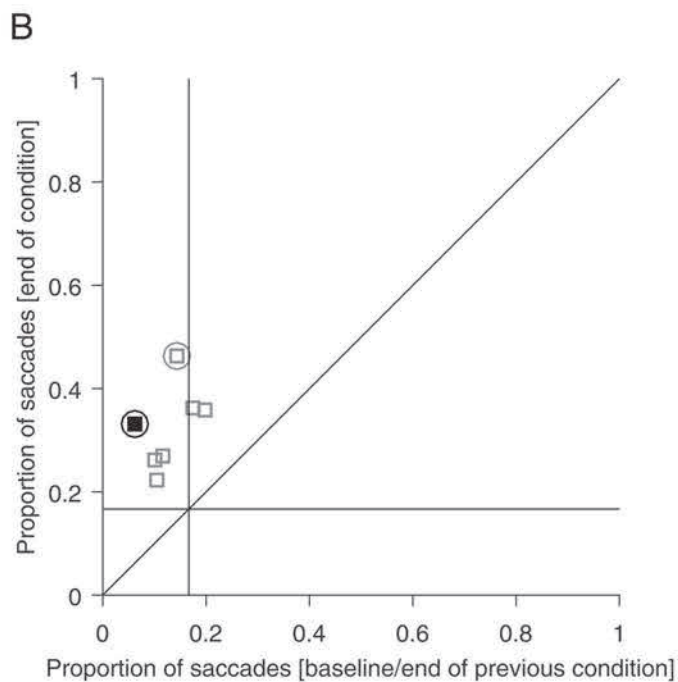 B
Proportion of saccades [end of condition]
1
0.8
0.6
0.4
0.2
0
0 0.2 0.4 0.6 0.8 1
Proportion of saccades [baseline/end of previous condition]